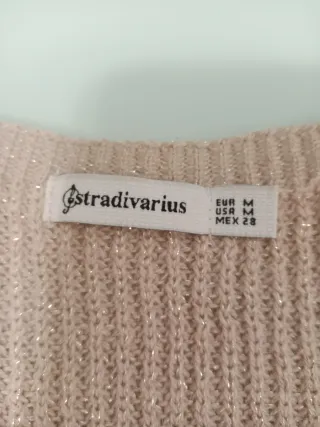 stradivarius
EUR M
USA M
MEX 28